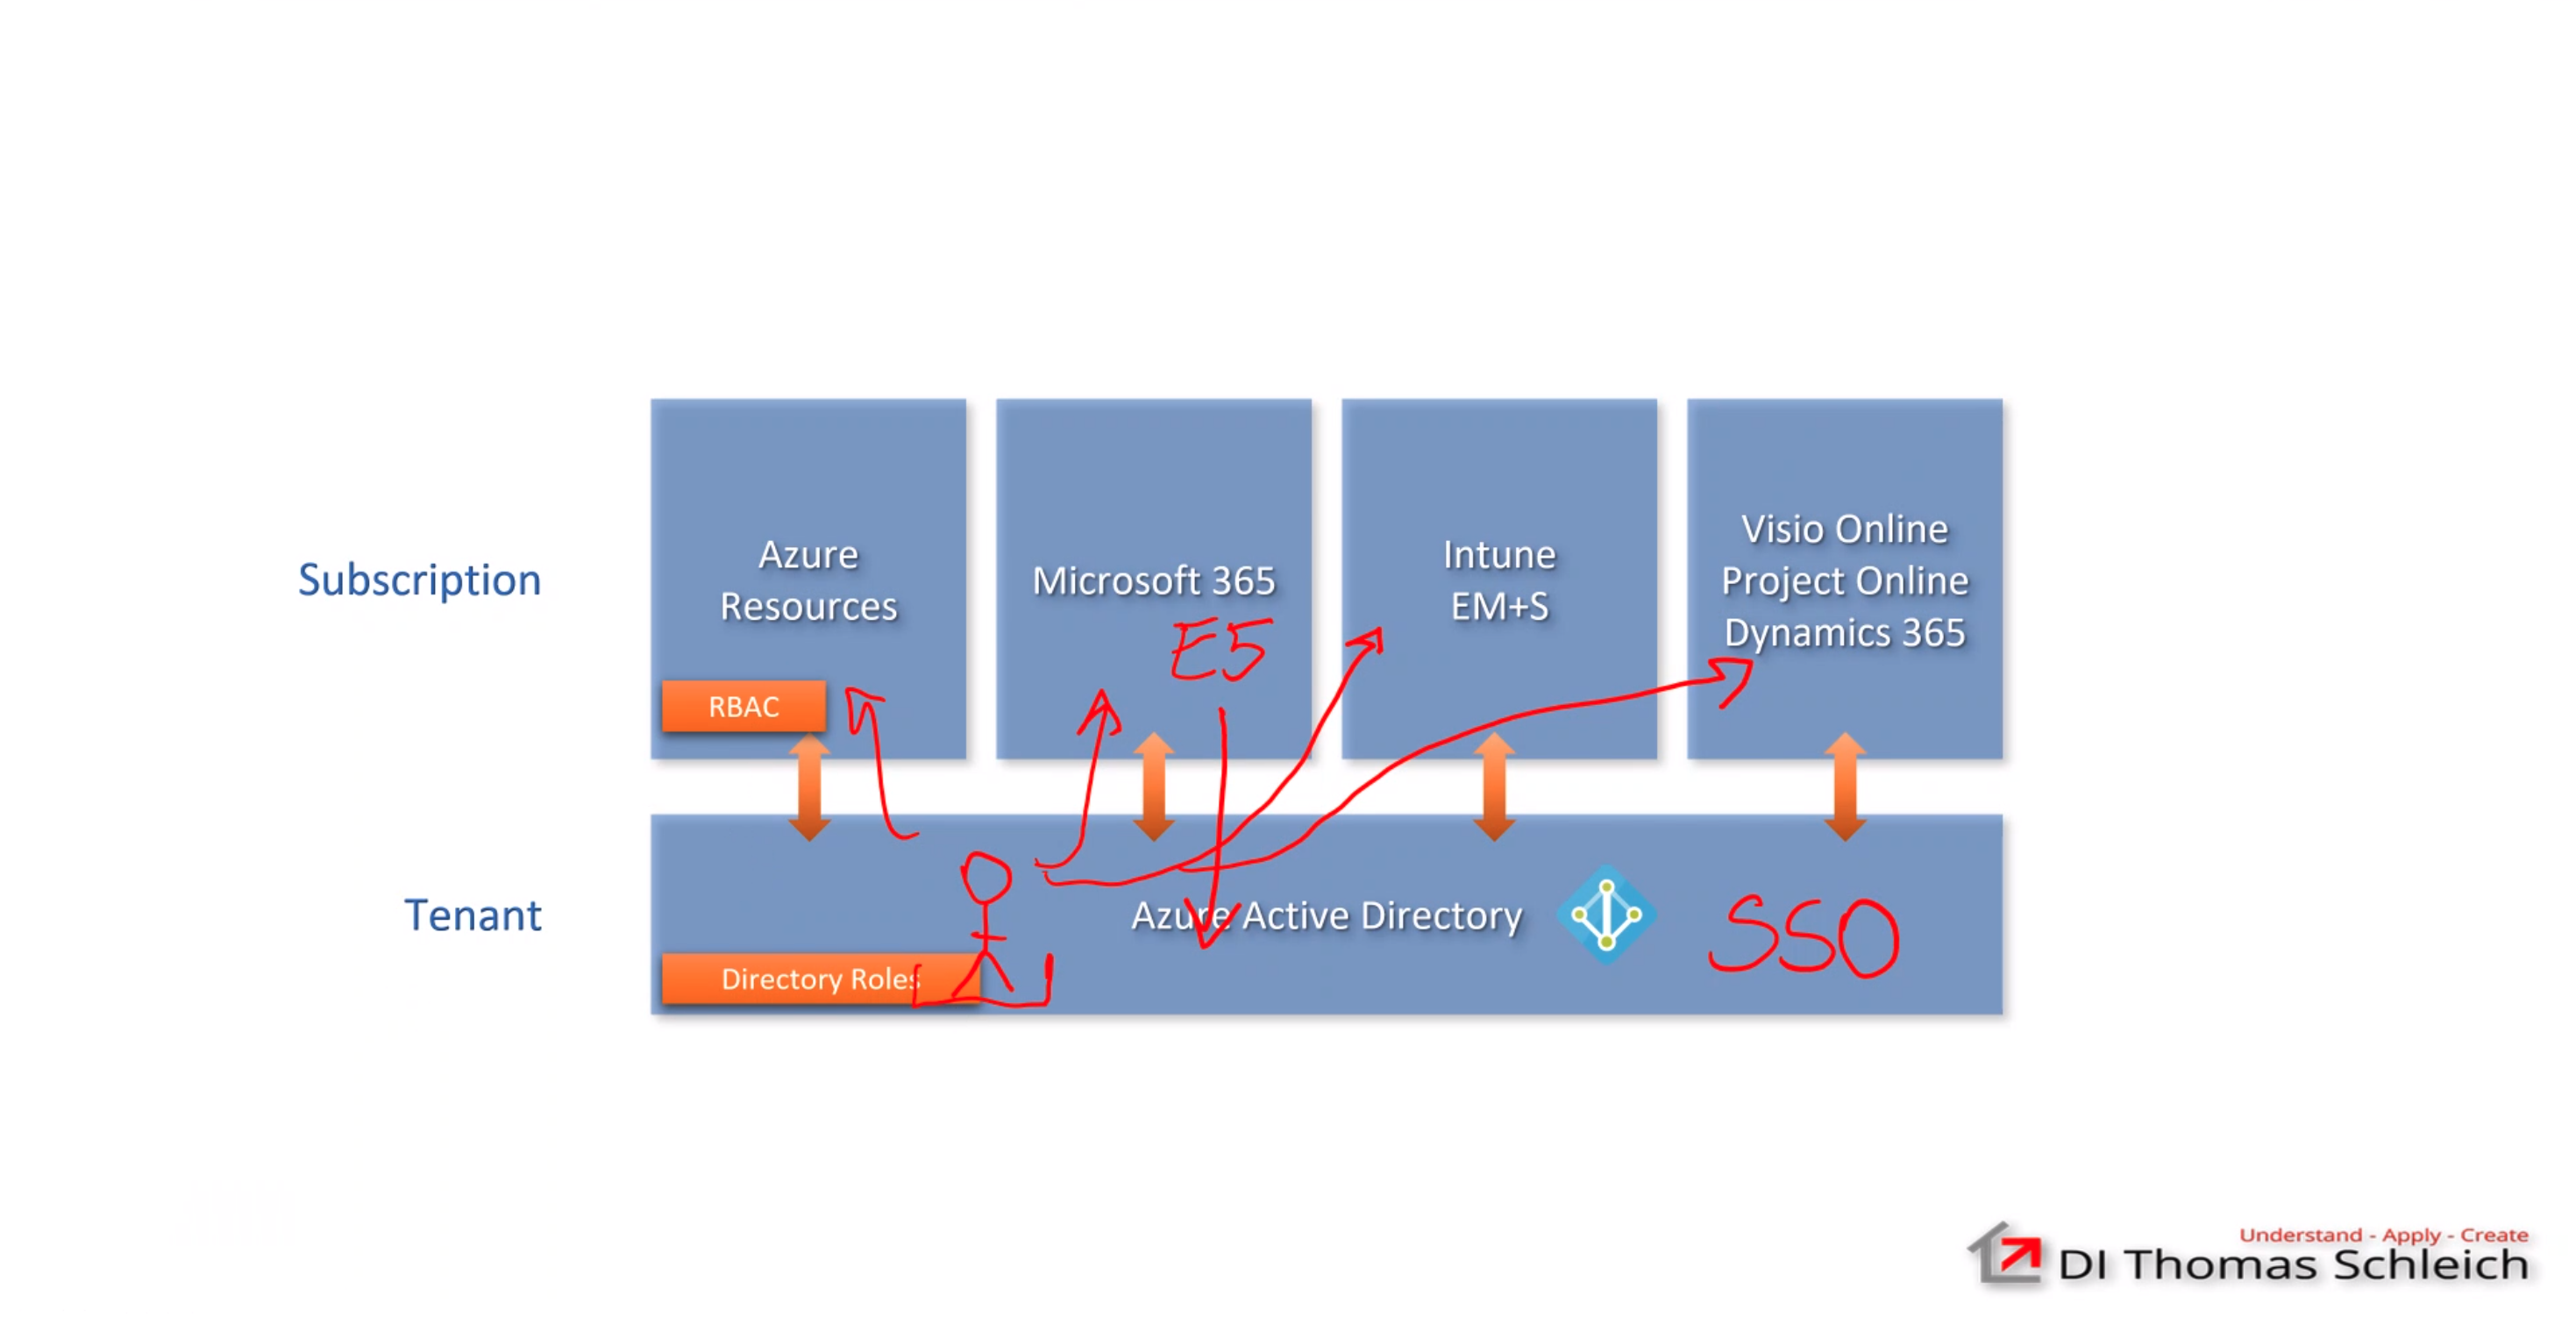 Subscription
Azure
Resources
RBAC
Microsoft 365
E5
Intune
EM+S
Visio Online
Project Online
Dynamics 365
Tenant
Azure Active Directory
SSO
Directory Roles
Understand - Apply - Create
DI Thomas Schleich